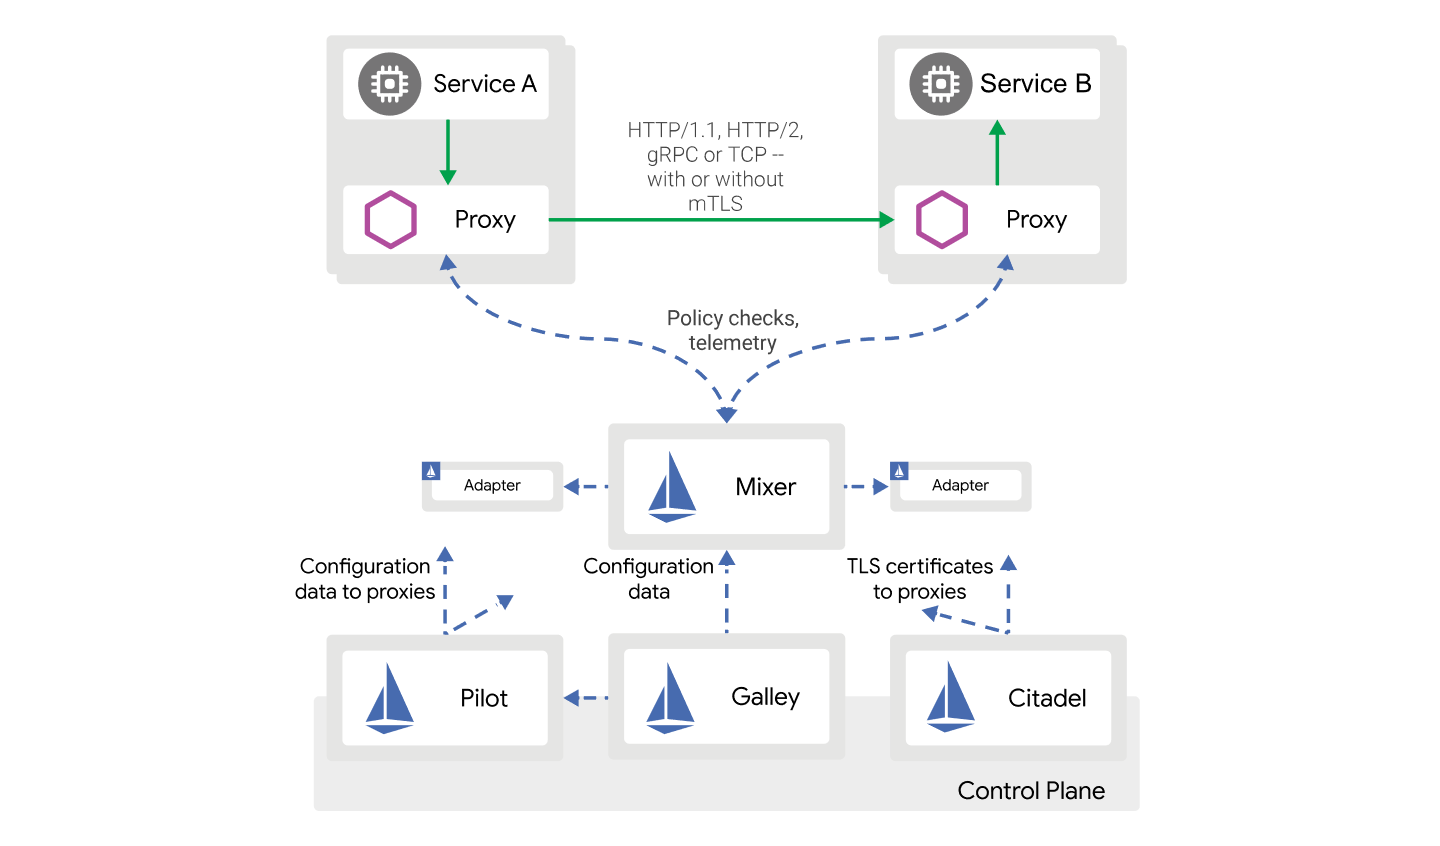 Service A
Service B
HTTP/1.1, HTTP/2,
gRPC or TCP --
with or without
mTLS
Proxy
Proxy
Policy checks,
telemetry
Mixer
Adapter
Adapter
Configuration
data to proxies
Configuration
data
TLS certificates
to proxies
Pilot
Galley
Citadel
Control Plane